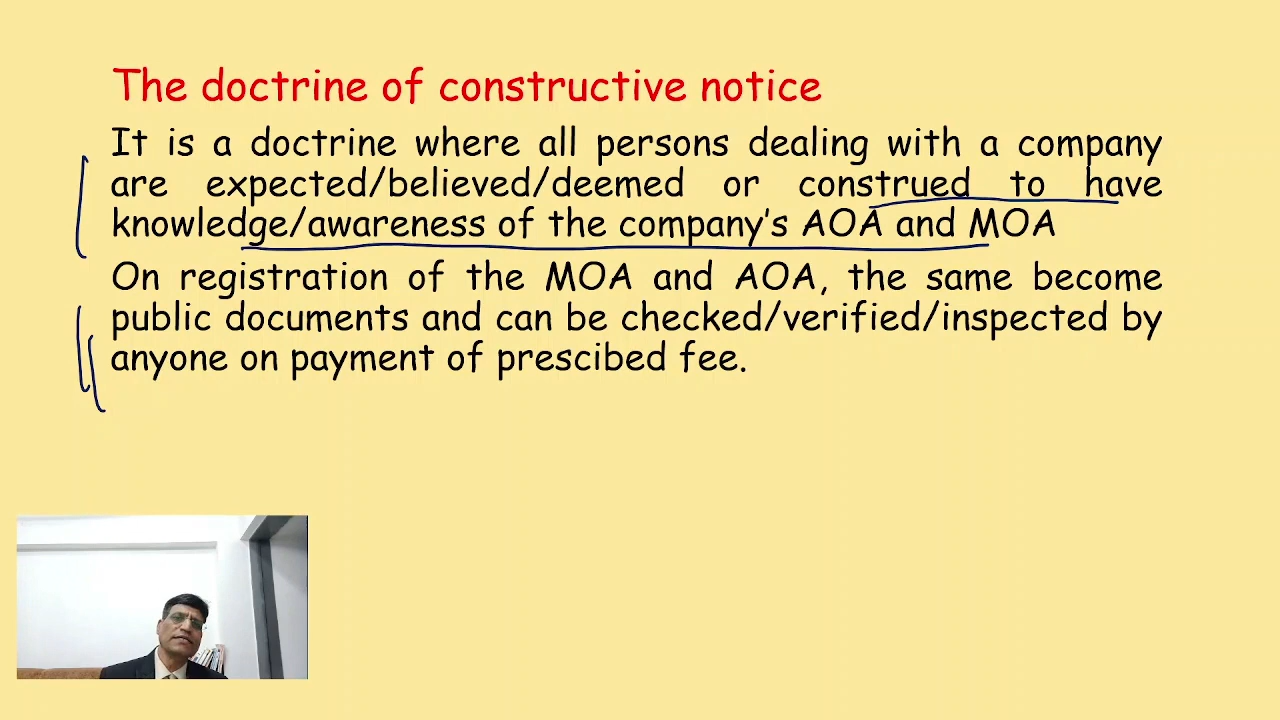 The doctrine of constructive notice
It is a doctrine where all persons dealing with a company
are expected/believed/deemed or construed to have
knowledge/awareness of the company's AOA and MOA
On registration of the MOA and AOA, the same become
public documents and can be checked/verified/inspected by
anyone on payment of prescibed fee.